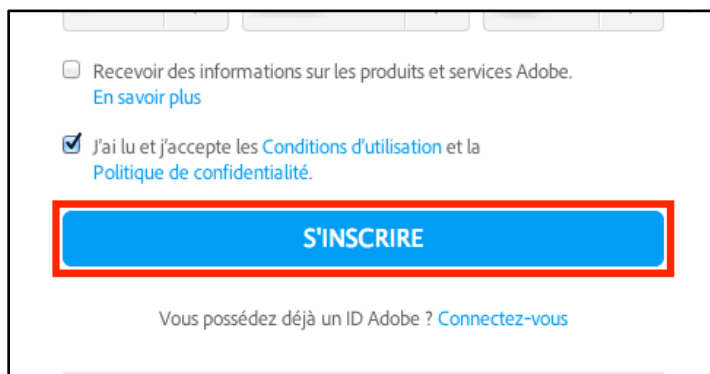 Recevoir des informations sur les produits et services Adobe.
En savoir plus
J'ai lu et j'accepte les Conditions d'utilisation et la
Politique de confidentialité.
S'INSCRIRE
Vous possédez déjà un ID Adobe ? Connectez-vous